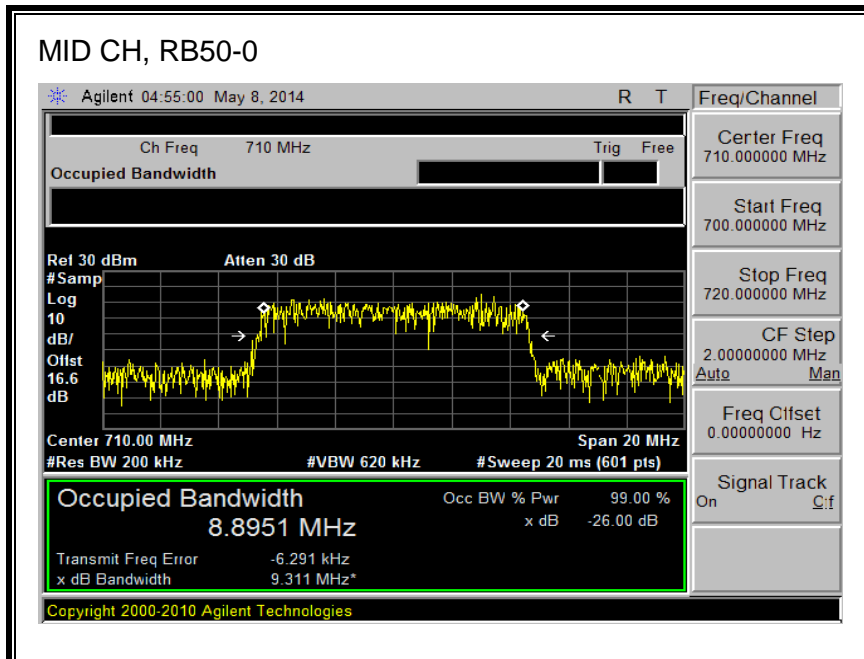 MID CH, RB50-0
Agilent 04:55:00 May 8, 2014 R T
Freq/Channel
Ch Freq 710 MHz Trig Free
Occupied Bandwidth
Center Freq
710.000000 MHz
Start Freq
700.000000 MHz
Stop Freq
720.000000 MHz
CF Step
2.00000000 MHz
Auto Man
Freq Offset
0.00000000 Hz
Signal Track
On Off
Ref 30 dBm Atten 30 dB
#Samp
Log
10
dB/
Offst
16.6
dB
Center 710.00 MHz Span 20 MHz
#Res BW 200 kHz #VBW 620 kHz #Sweep 20 ms (601 pts)
Occupied Bandwidth Occ BW % Pwr 99.00 %
8.8951 MHz x dB -26.00 dB
Transmit Freq Error -6.291 kHz
x dB Bandwidth 9.311 MHz*
Copyright 2000-2010 Agilent Technologies